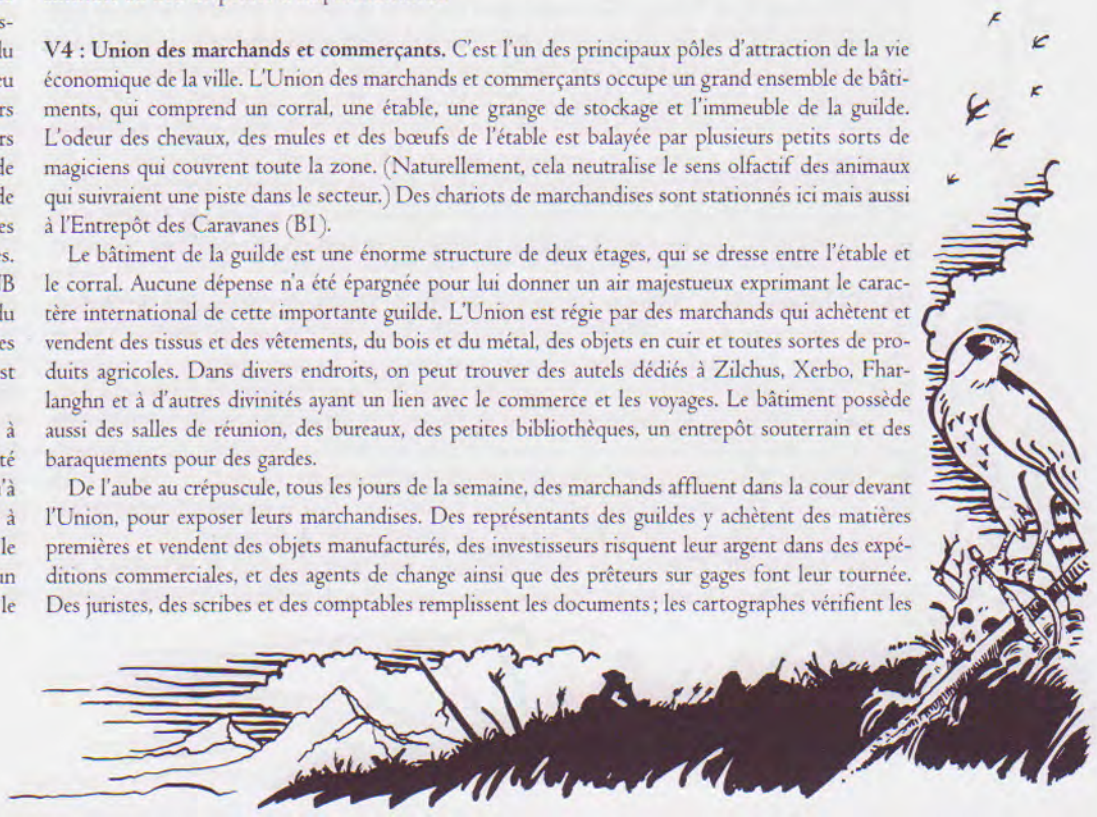 s-
du
V4 : Union des marchands et commerçants. C'est l'un des principaux pôles d'attraction de la vie
économique de la ville. L'Union des marchands et commerçants occupe un grand ensemble de bâti-
ments, qui comprend un corral, une étable, une grange de stockage et l'immeuble de la guilde.
L'odeur des chevaux, des mules et des bœufs de l'étable est balayée par plusieurs petits sorts de
magiciens qui couvrent toute la zone. (Naturellement, cela neutralise le sens olfactif des animaux
qui suivraient une piste dans le secteur.) Des chariots de marchandises sont stationnés ici mais aussi
à l'Entrepôt des Caravanes (B1).
Le bâtiment de la guilde est une énorme structure de deux étages, qui se dresse entre l'étable et
le corral. Aucune dépense n'a été épargnée pour lui donner un air majestueux exprimant le carac-
tère international de cette importante guilde. L'Union est régie par des marchands qui achètent et
vendent des tissus et des vêtements, du bois et du métal, des objets en cuir et toutes sortes de pro-
duits agricoles. Dans divers endroits, on peut trouver des autels dédiés à Zilchus, Xerbo, Fhar-
langhn et à d'autres divinités ayant un lien avec le commerce et les voyages. Le bâtiment possède
aussi des salles de réunion, des bureaux, des petites bibliothèques, un entrepôt souterrain et des
baraquements pour des gardes.
De l'aube au crépuscule, tous les jours de la semaine, des marchands affluent dans la cour devant
l'Union, pour exposer leurs marchandises. Des représentants des guildes y achètent des matières
premières et vendent des objets manufacturés, des investisseurs risquent leur argent dans des expé-
ditions commerciales, et des agents de change ainsi que des prêteurs sur gages font leur tournée.
Des juristes, des scribes et des comptables remplissent les documents ; les cartographes vérifient les